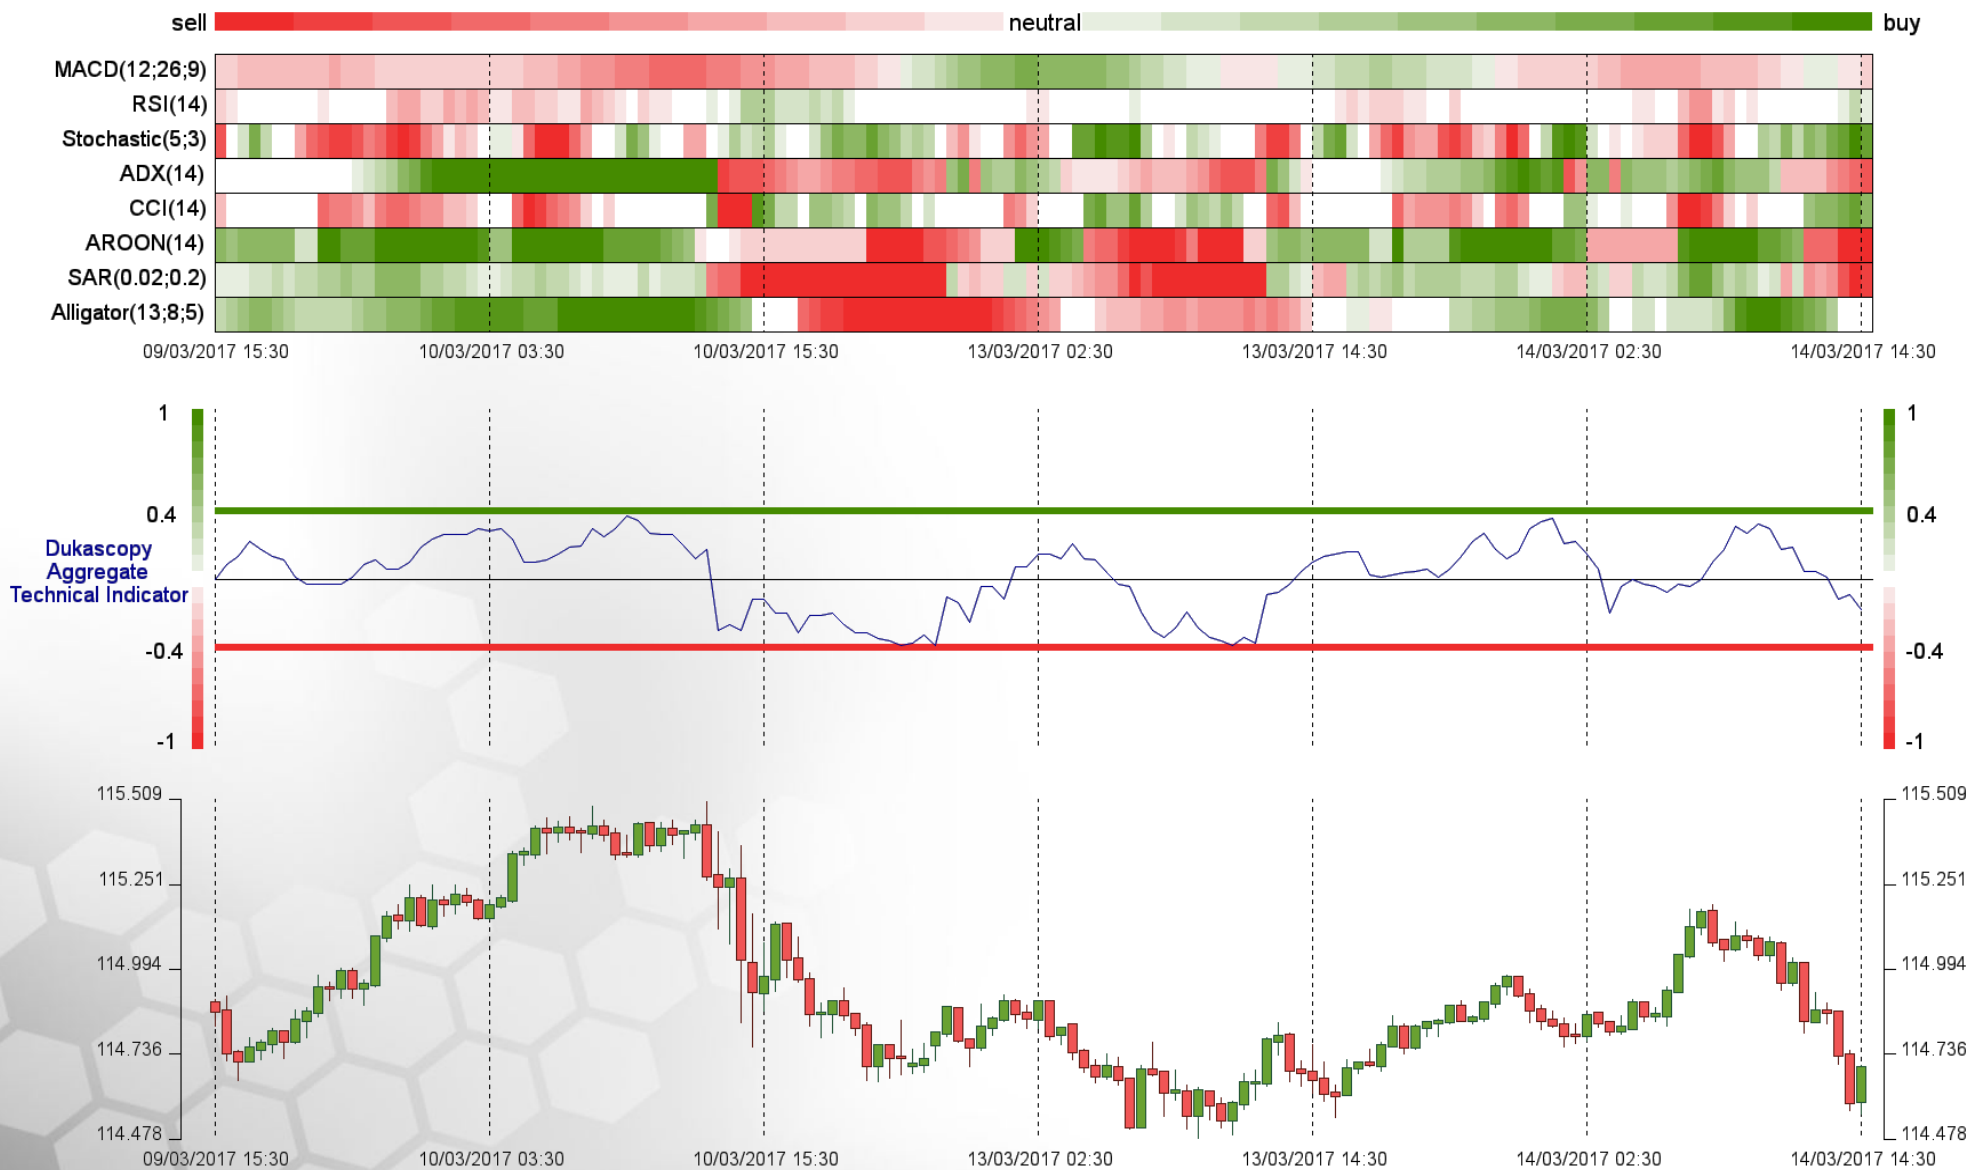 sell neutral buy
MACD(12;26;9)
RSI(14)
Stochastic(5;3)
ADX(14)
CCI(14)
AROON(14)
SAR(0.02;0.2)
Alligator(13;8;5)
09/03/2017 15:30 10/03/2017 03:30 10/03/2017 15:30 13/03/2017 02:30 13/03/2017 14:30 14/03/2017 02:30 14/03/2017 14:30
1 1
0.4 0.4
Dukascopy
Aggregate
Technical Indicator
-0.4 -0.4
-1 -1
115.509 115.509
115.251 115.251
114.994 114.994
114.736 114.736
114.478 114.478
09/03/2017 15:30 10/03/2017 03:30 10/03/2017 15:30 13/03/2017 02:30 13/03/2017 14:30 14/03/2017 02:30 14/03/2017 14:30